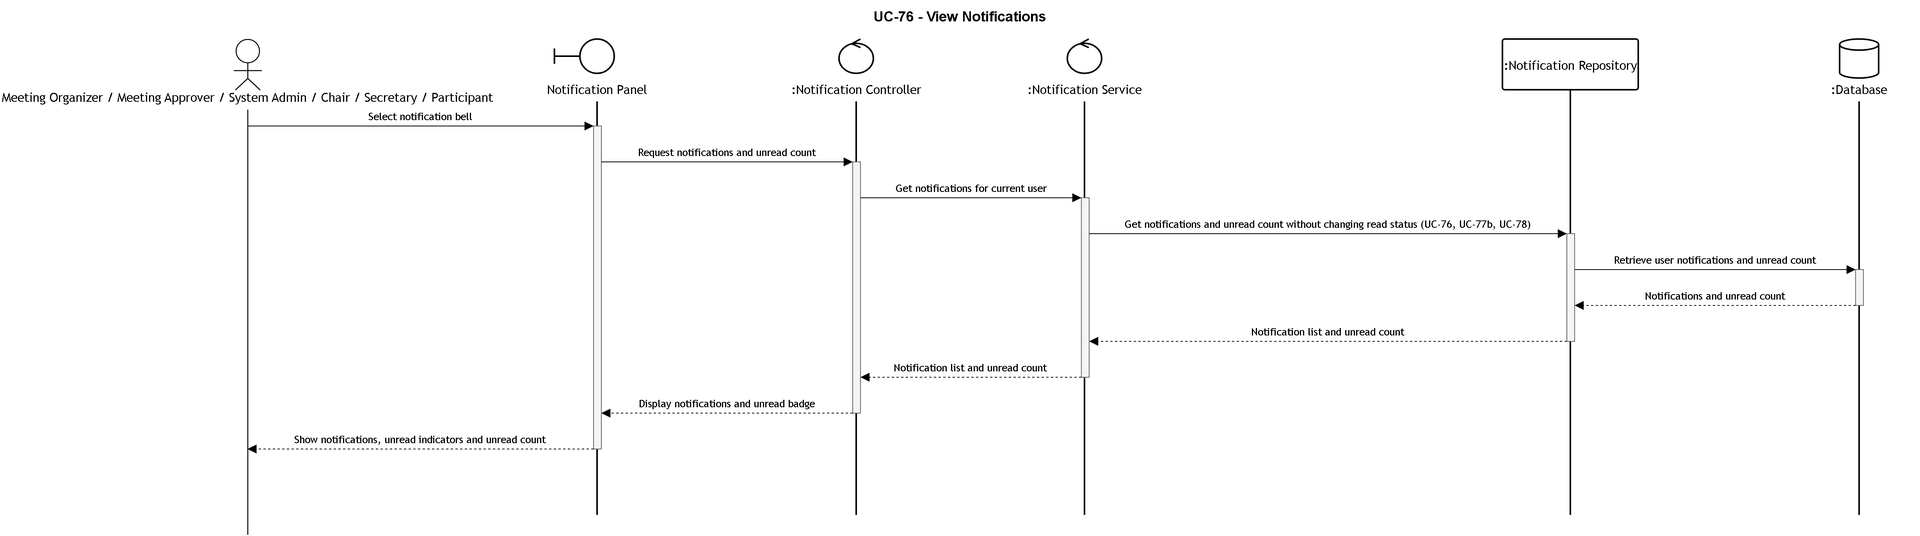 UC-76 - View Notifications
Meeting Organizer / Meeting Approver / System Admin / Chair / Secretary / Participant
Notification Panel
:Notification Controller
:Notification Service
:Notification Repository
:Database
Select notification bell
Request notifications and unread count
Get notifications for current user
Get notifications and unread count without changing read status (UC-76, UC-77b, UC-78)
Retrieve user notifications and unread count
Notifications and unread count
Notification list and unread count
Notification list and unread count
Display notifications and unread badge
Show notifications, unread indicators and unread count